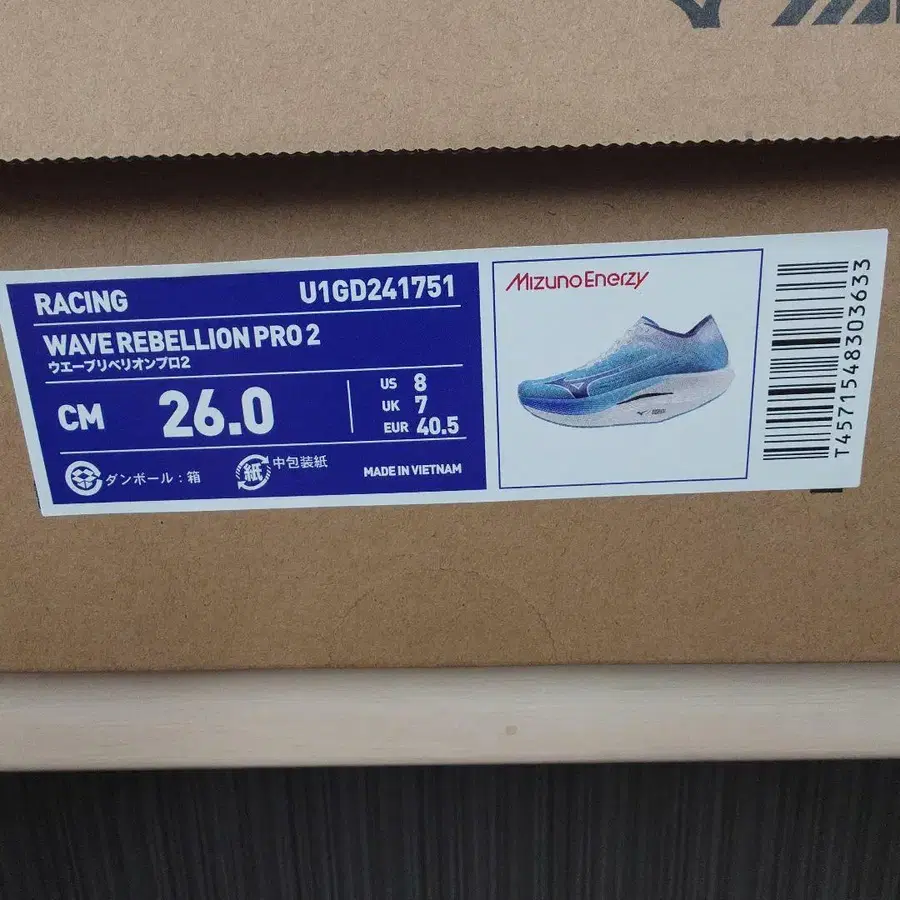 RACING
U1GD241751
WAVE REBELLION PRO 2
ウエーブリベリオンプロ2
CM 26.0
US 8
UK 7
EUR 40.5
ダンボール：箱
紙
中包装紙
MADE IN VIETNAM
MizunoEnerzy
T4571548303633